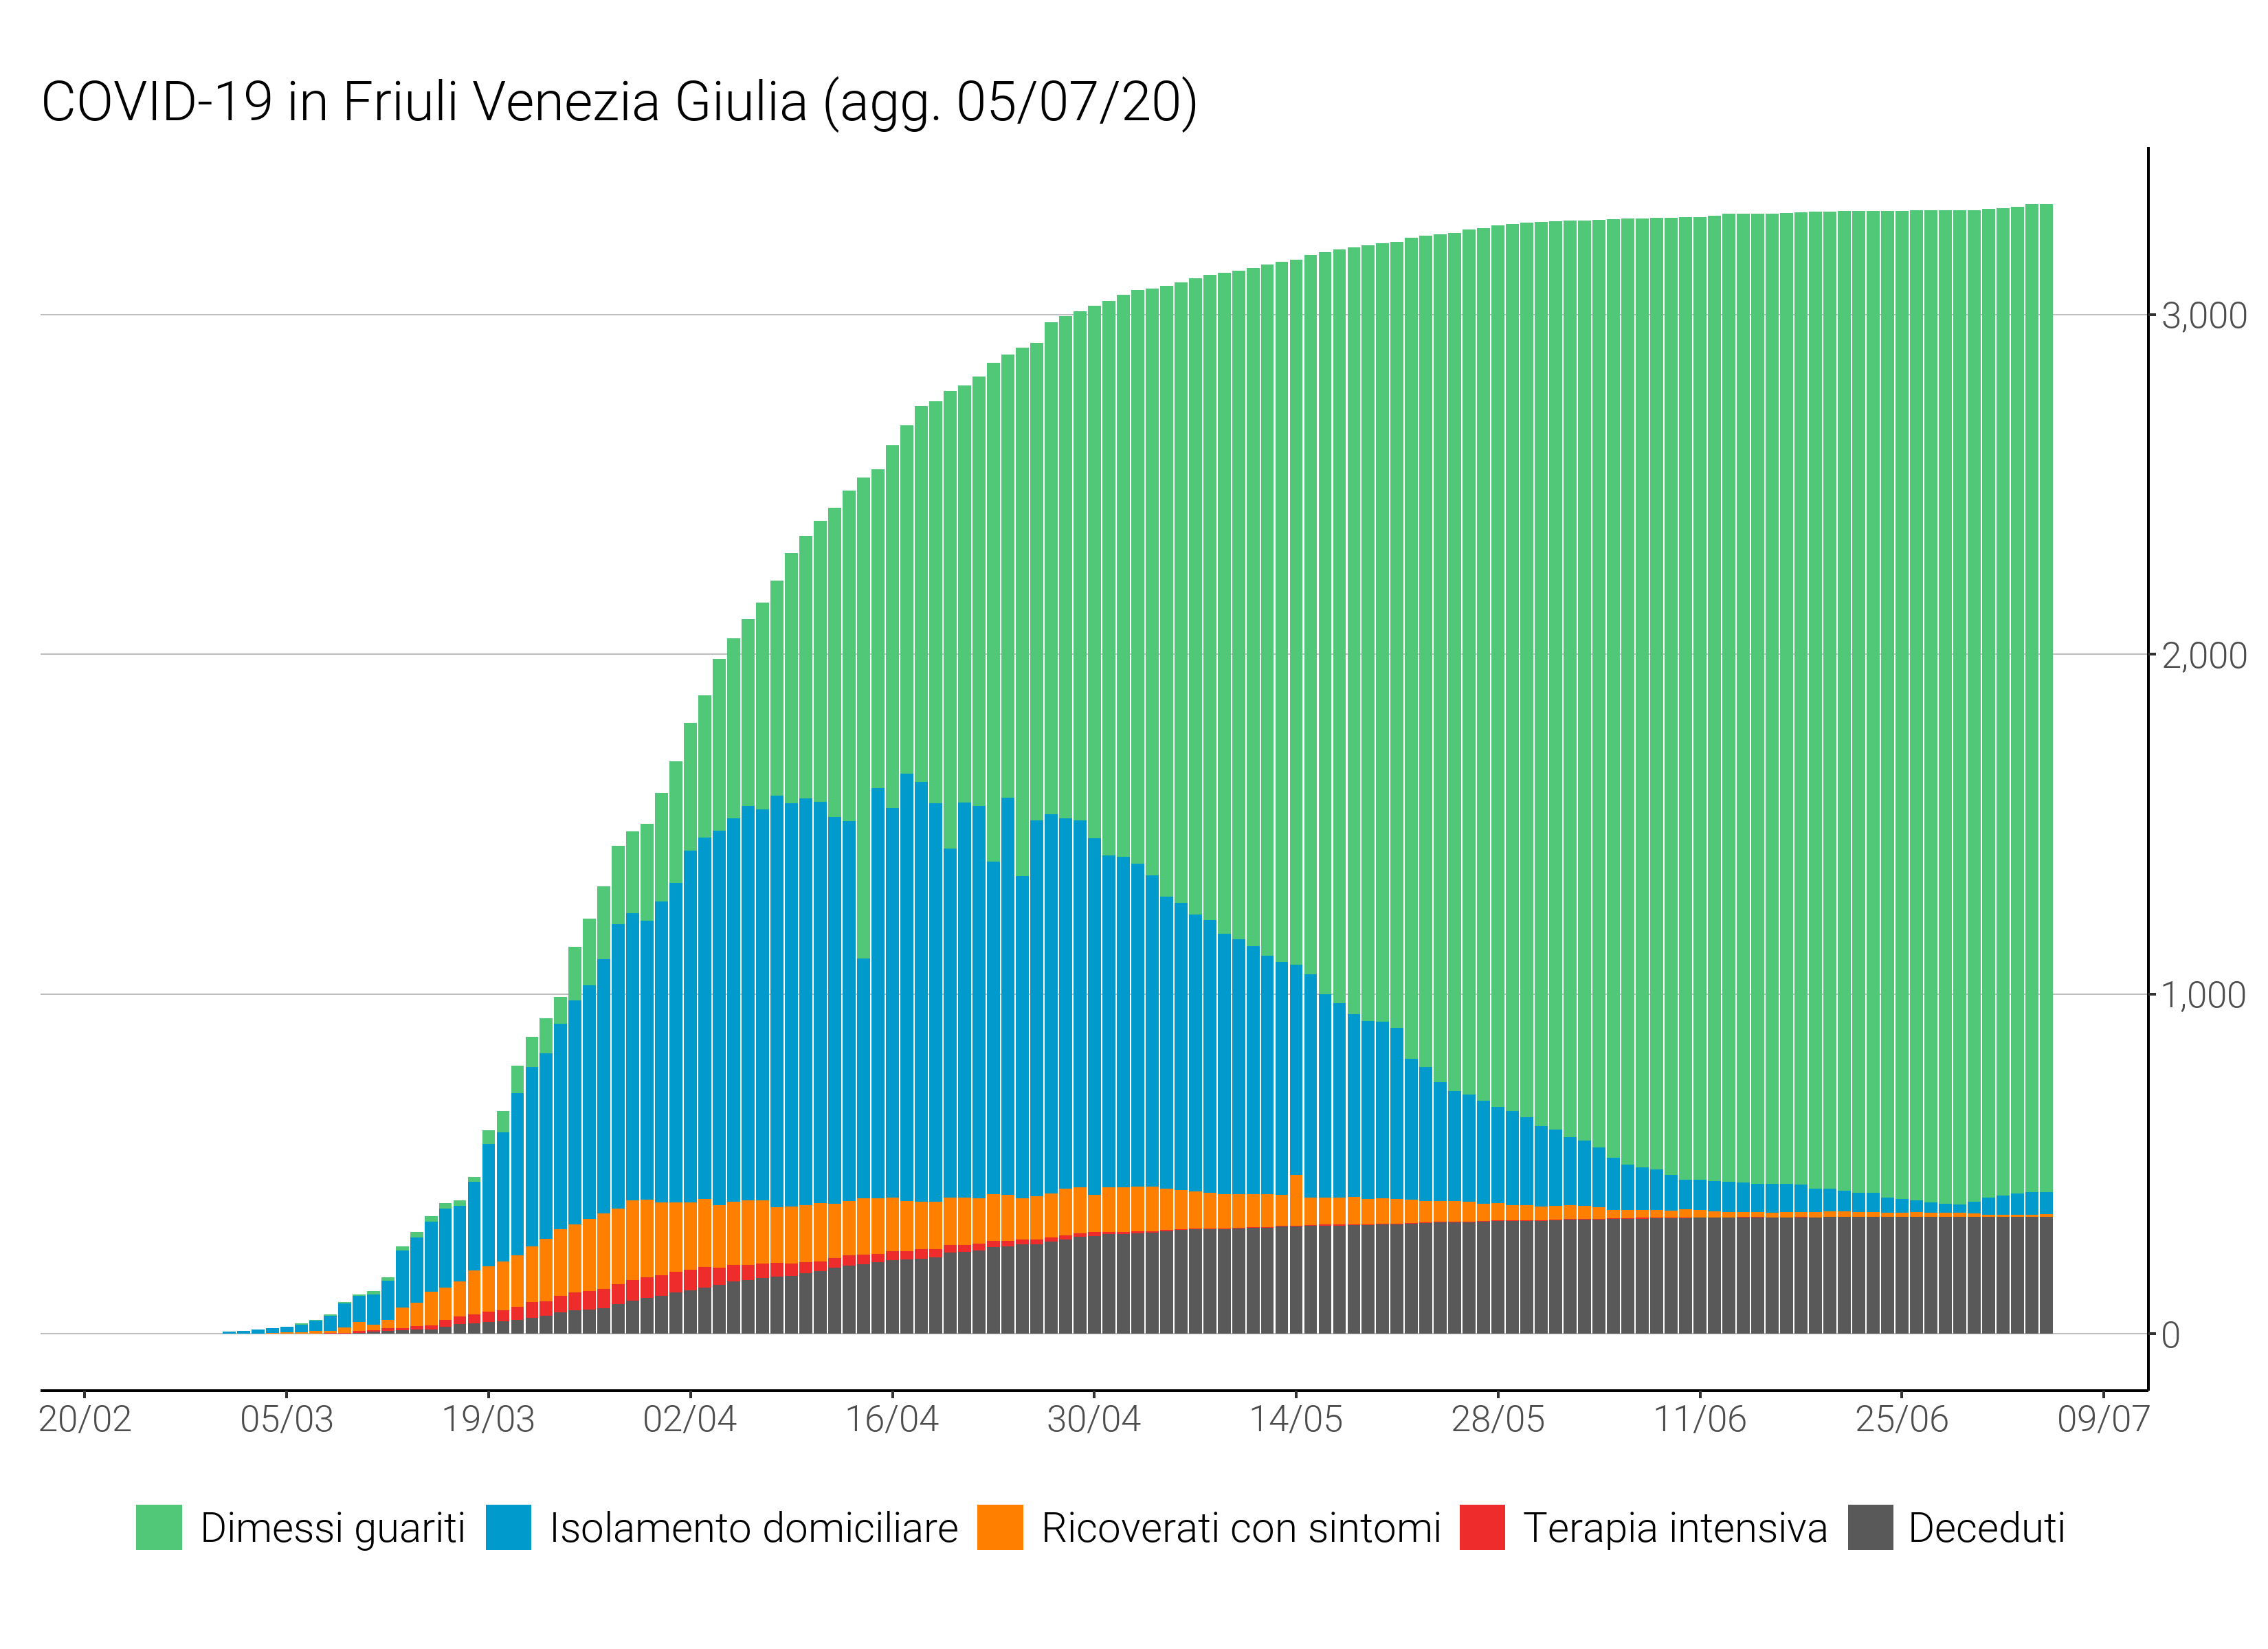 COVID-19 in Friuli Venezia Giulia (agg. 05/07/20)
3,000
2,000
1,000
0
20/02 05/03 19/03 02/04 16/04 30/04 14/05 28/05 11/06 25/06 09/07
Dimessi guariti Isolamento domiciliare Ricoverati con sintomi Terapia intensiva Deceduti